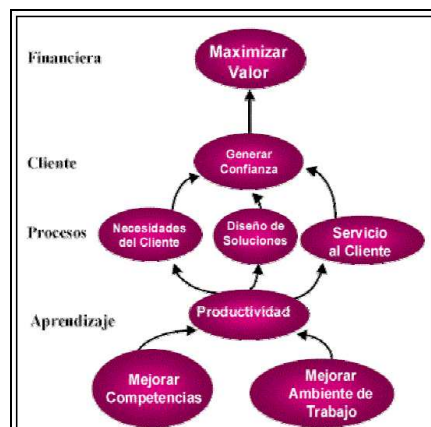 Financiera
Maximizar
Valor
Cliente
Generar
Confianza
Procesos
Necesidades
del Cliente
Diseño de
Soluciones
Servicio
al Cliente
Aprendizaje
Productividad
Mejorar
Competencias
Mejorar
Ambiente de
Trabajo